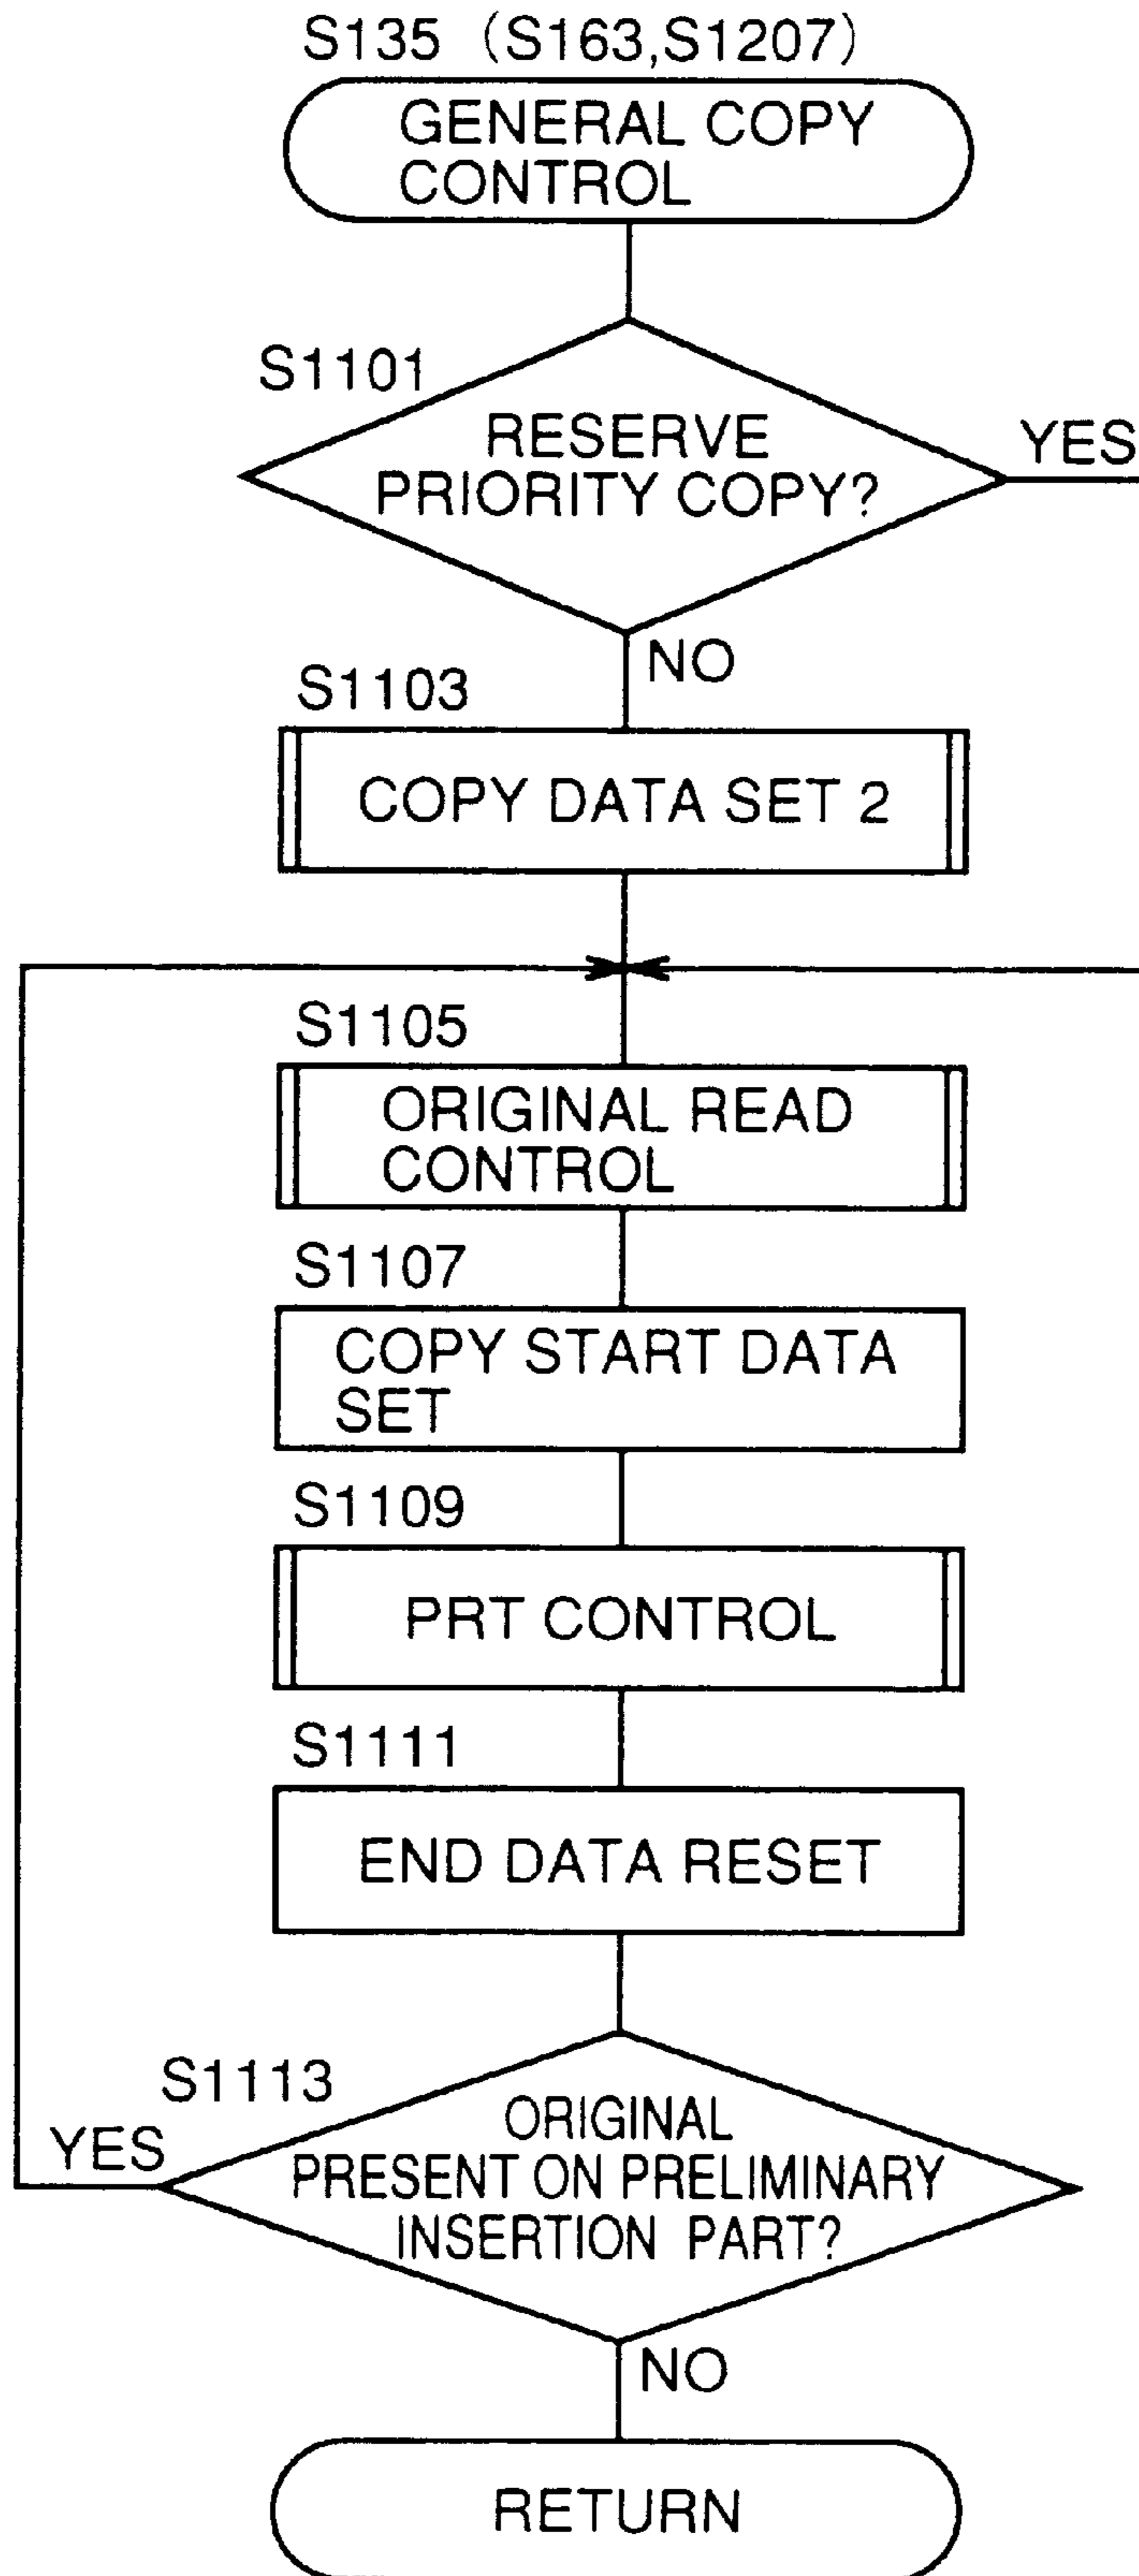 S135 (S163,S1207)
GENERAL COPY
CONTROL
S1101
RESERVE
PRIORITY COPY?
YES
NO
S1103
COPY DATA SET 2
S1105
ORIGINAL READ
CONTROL
S1107
COPY START DATA
SET
S1109
PRT CONTROL
S1111
END DATA RESET
S1113
ORIGINAL
PRESENT ON PRELIMINARY
INSERTION PART?
YES
NO
RETURN